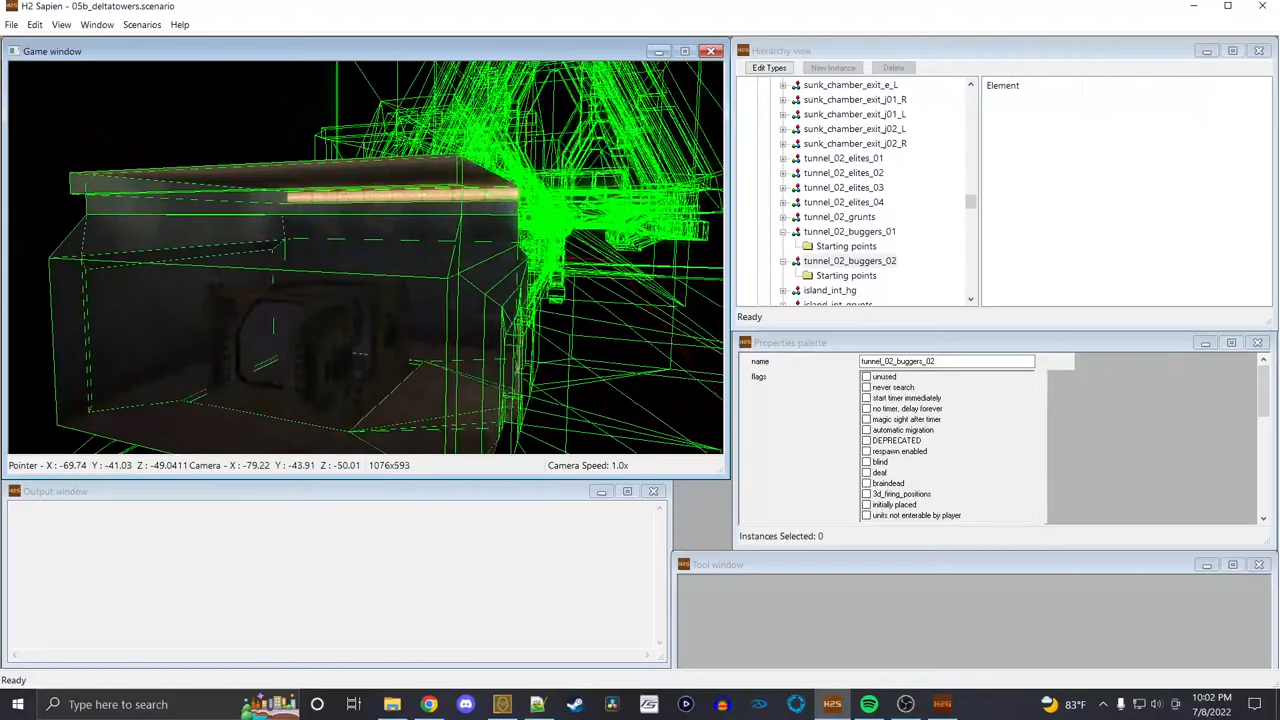 H2 Sapien - 05b_deltatowers.scenario
File Edit View Window Scenarios Help
Game window
Pointer - X : -69.74 Y : -41.03 Z : -49.0411 Camera - X : -79.22 Y : -43.91 Z : -50.01 1076x593 Camera Speed: 1.0x
Output window
Hierarchy view
Edit Types New Instance Delete
sunk_chamber_exit_e_L
sunk_chamber_exit_j01_R
sunk_chamber_exit_j01_L
sunk_chamber_exit_j02_L
sunk_chamber_exit_j02_R
tunnel_02_elites_01
tunnel_02_elites_02
tunnel_02_elites_03
tunnel_02_elites_04
tunnel_02_grunts
tunnel_02_buggers_01
Starting points
tunnel_02_buggers_02
Starting points
island_int_hg
island_int_grunts
Element
Ready
Properties palette
name tunnel_02_buggers_02
flags
unused
never search
start timer immediately
no timer, delay forever
magic sight after timer
automatic migration
DEPRECATED
respawn enabled
blind
deaf
braindead
3d_firing_positions
initially placed
units not enterable by player
Instances Selected: 0
Tool window
Ready
Type here to search
83°F
10:02 PM
7/8/2022